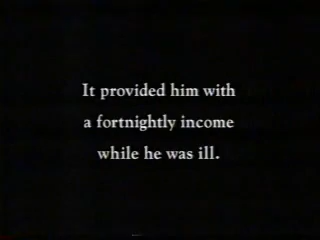 It provided him with
a fortnightly income
while he was ill.